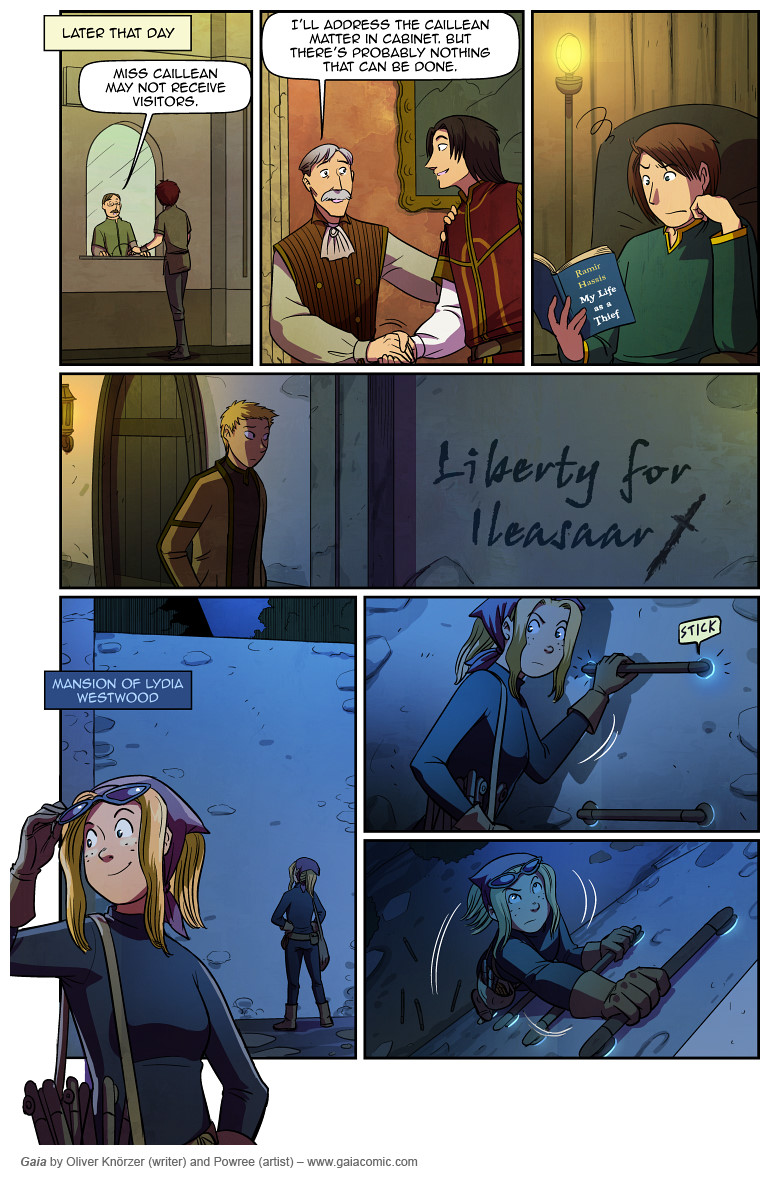 LATER THAT DAY
MISS CAILLEAN
MAY NOT RECEIVE
VISITORS.
I'LL ADDRESS THE CAILLEAN
MATTER IN CABINET. BUT
THERE'S PROBABLY NOTHING
THAT CAN BE DONE.
Ramir
Hassis
My Life
as a
Thief
Liberty for
Ileasaar
MANSION OF LYDIA
WESTWOOD
STICK
Gaia by Oliver Knörzer (writer) and Powree (artist) – www.gaiacomic.com